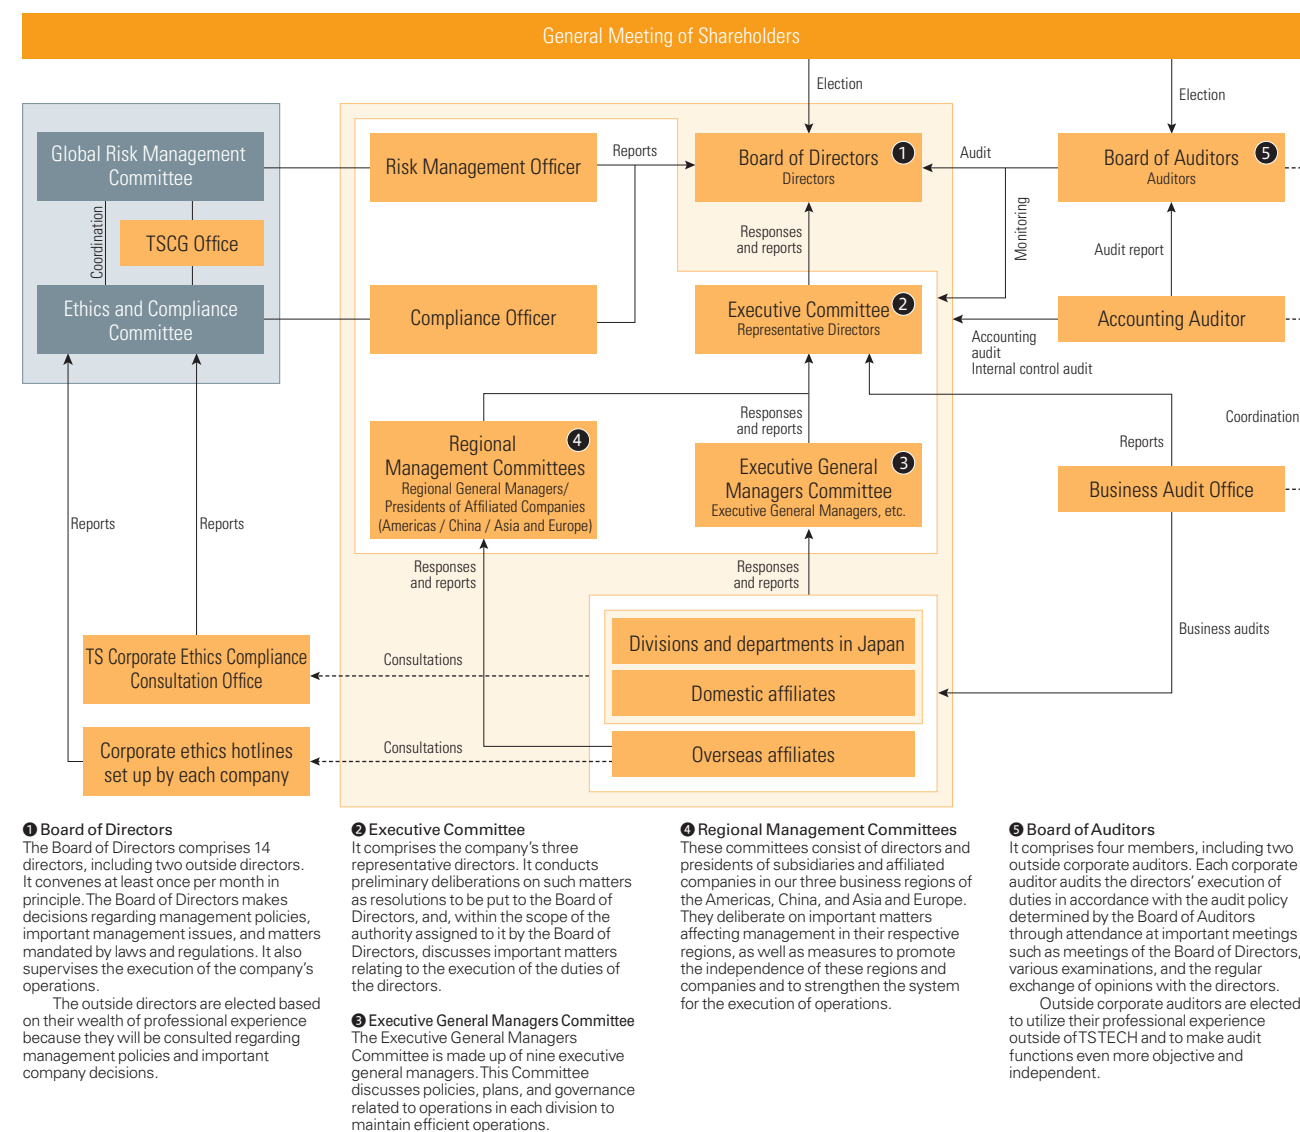 General Meeting of Shareholders
Election
Election
Global Risk Management
Committee
Risk Management Officer
Reports
Board of Directors ❶
Directors
Audit
Board of Auditors ❺
Auditors
Coordination
TSCG Office
Responses
and reports
Monitoring
Audit report
Ethics and Compliance
Committee
Compliance Officer
Executive Committee ❷
Representative Directors
Accounting Auditor
Accounting
audit
Internal control audit
Responses
and reports
Coordination
Reports
Regional ❹
Management Committees
Regional General Managers/
Presidents of Affiliated Companies
(Americas / China / Asia and Europe)
Executive General ❸
Managers Committee
Executive General Managers, etc.
Business Audit Office
Reports
Reports
Responses
and reports
Responses
and reports
Divisions and departments in Japan
Business audits
TS Corporate Ethics Compliance
Consultation Office
Consultations
Domestic affiliates
Corporate ethics hotlines
set up by each company
Consultations
Overseas affiliates
❶ Board of Directors
The Board of Directors comprises 14
directors, including two outside directors.
It convenes at least once per month in
principle. The Board of Directors makes
decisions regarding management policies,
important management issues, and matters
mandated by laws and regulations. It also
supervises the execution of the company's
operations.
The outside directors are elected based
on their wealth of professional experience
because they will be consulted regarding
management policies and important
company decisions.
❷ Executive Committee
It comprises the company's three
representative directors. It conducts
preliminary deliberations on such matters
as resolutions to be put to the Board of
Directors, and, within the scope of the
authority assigned to it by the Board of
Directors, discusses important matters
relating to the execution of the duties of
the directors.
❸ Executive General Managers Committee
The Executive General Managers
Committee is made up of nine executive
general managers. This Committee
discusses policies, plans, and governance
related to operations in each division to
maintain efficient operations.
❹ Regional Management Committees
These committees consist of directors and
presidents of subsidiaries and affiliated
companies in our three business regions of
the Americas, China, and Asia and Europe.
They deliberate on important matters
affecting management in their respective
regions, as well as measures to promote
the independence of these regions and
companies and to strengthen the system
for the execution of operations.
❺ Board of Auditors
It comprises four members, including two
outside corporate auditors. Each corporate
auditor audits the directors' execution of
duties in accordance with the audit policy
determined by the Board of Auditors
through attendance at important meetings
such as meetings of the Board of Directors,
various examinations, and the regular
exchange of opinions with the directors.
Outside corporate auditors are elected
to utilize their professional experience
outside of TS TECH and to make audit
functions even more objective and
independent.